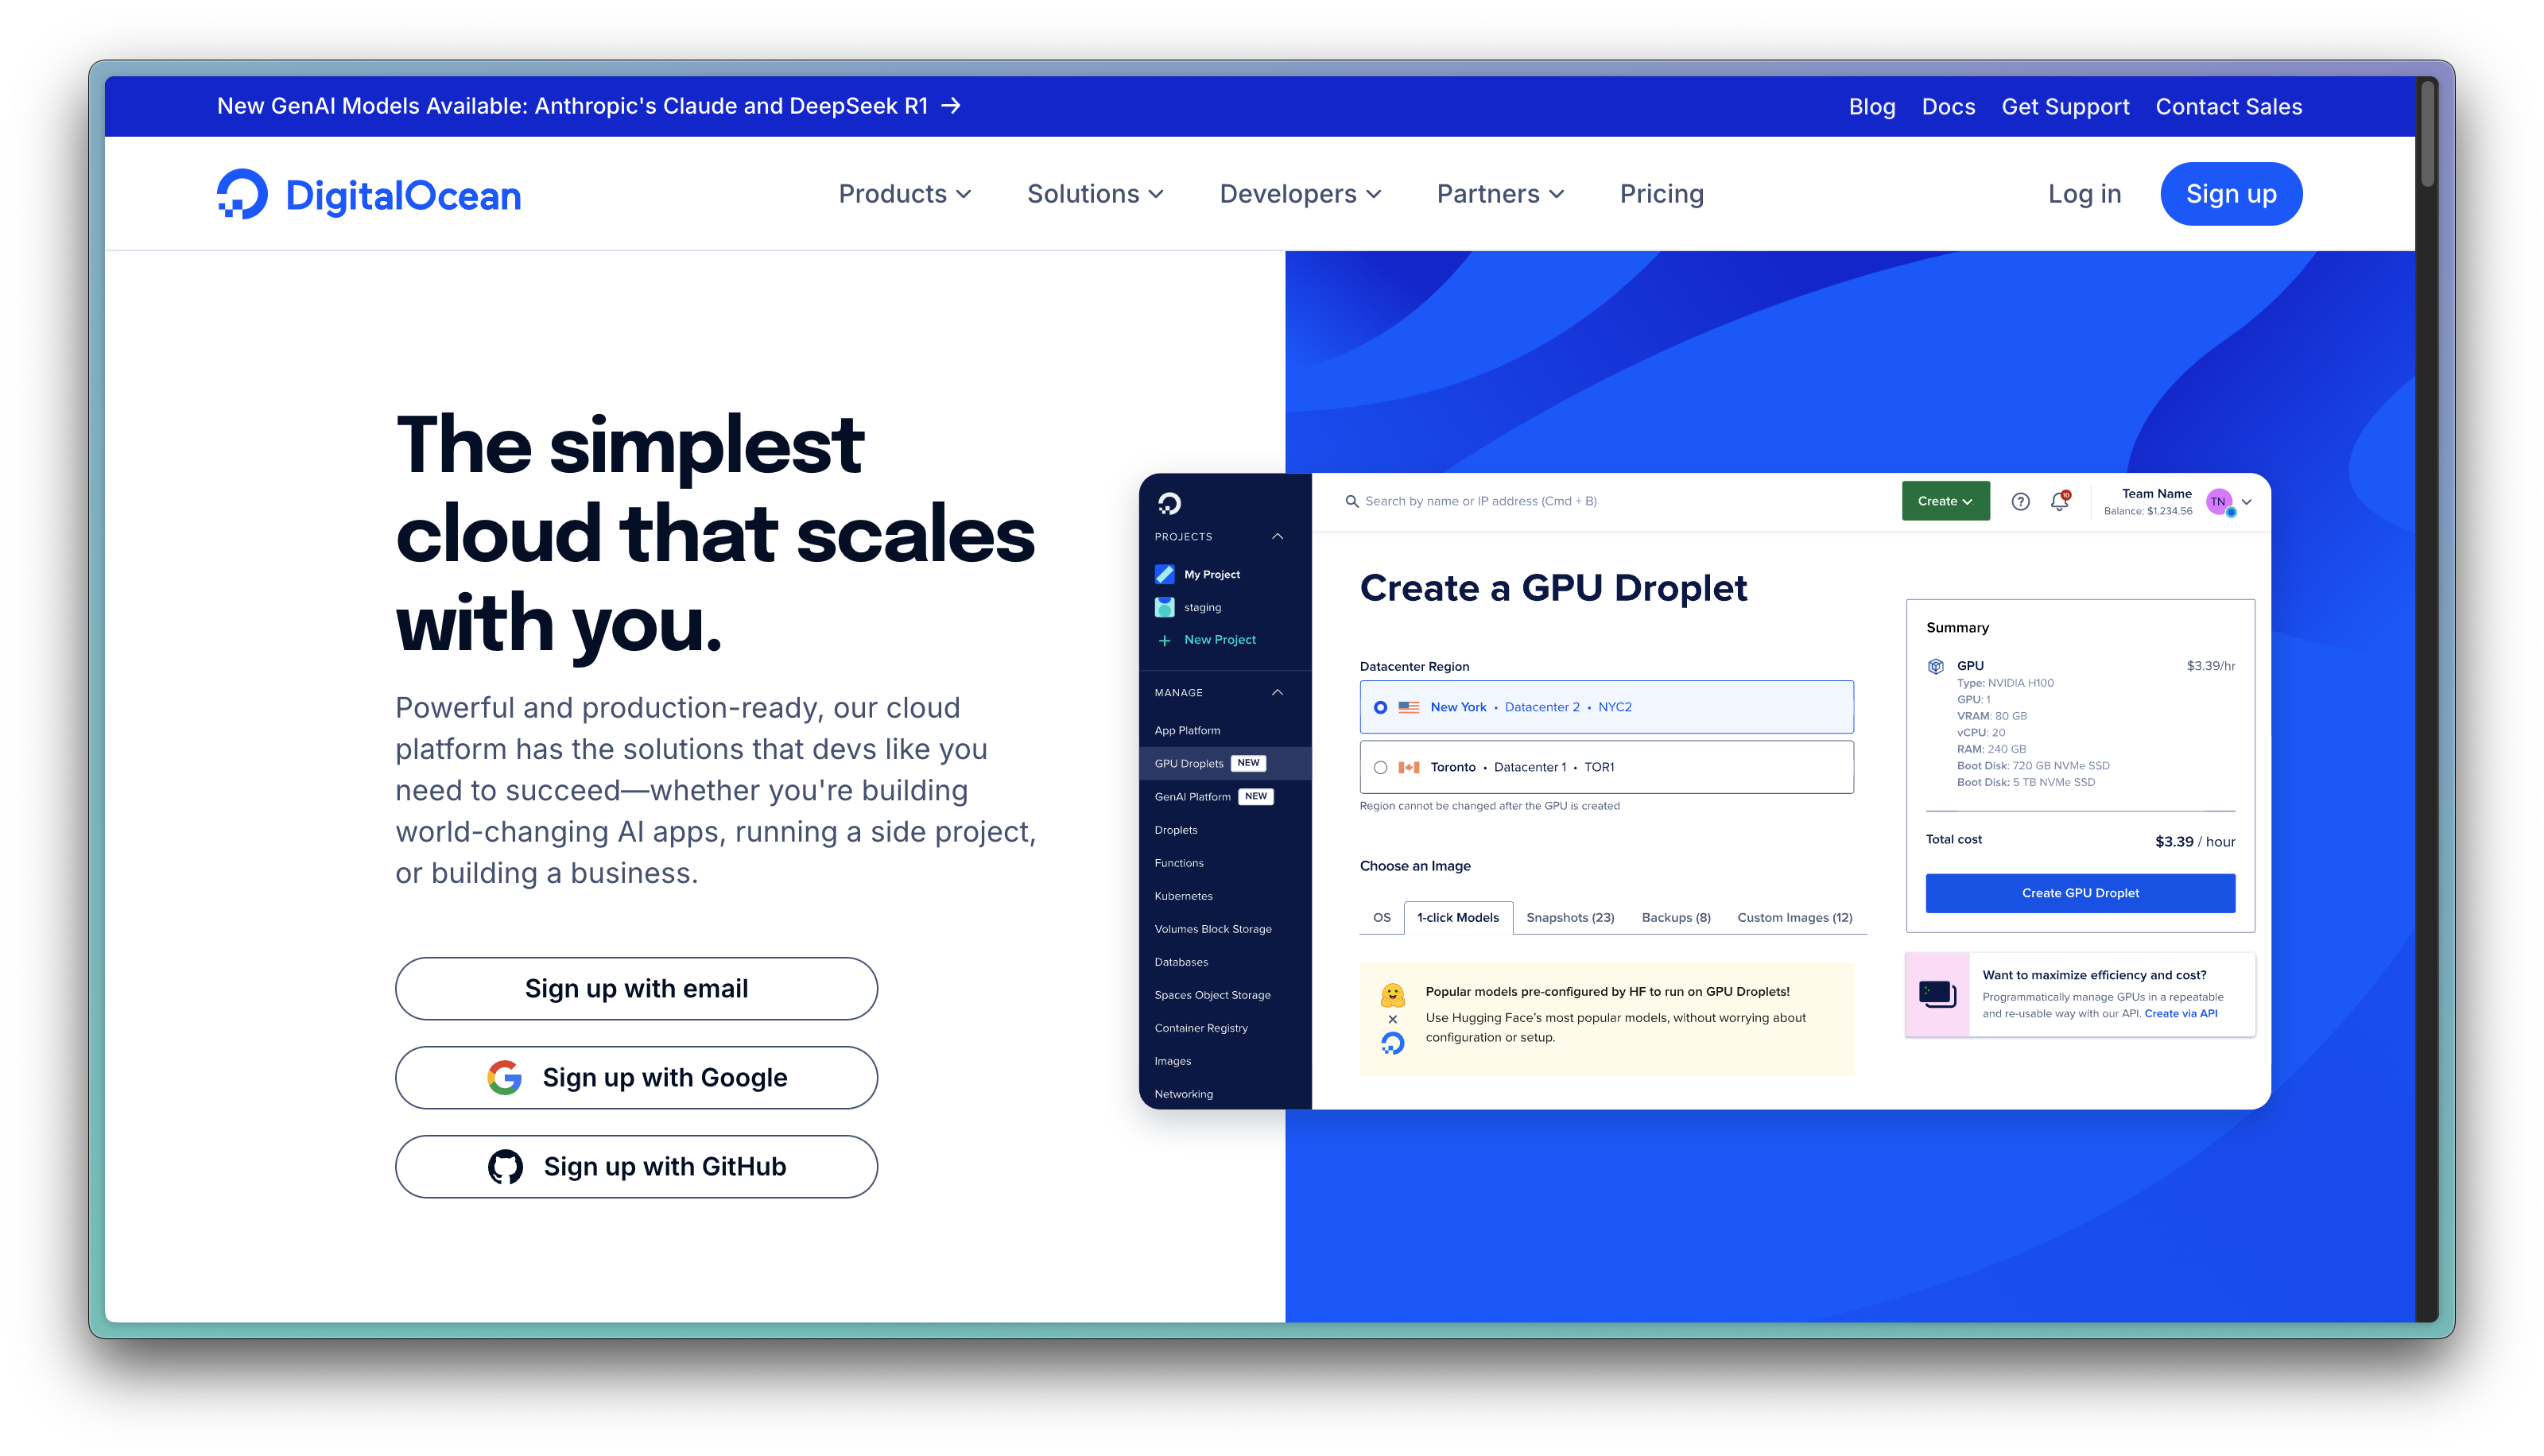 New GenAI Models Available: Anthropic's Claude and DeepSeek R1 →
Blog Docs Get Support Contact Sales
DigitalOcean
Products Solutions Developers Partners Pricing
Log in Sign up
The simplest
cloud that scales
with you.
Powerful and production-ready, our cloud
platform has the solutions that devs like you
need to succeed—whether you're building
world-changing AI apps, running a side project,
or building a business.
Sign up with email
Sign up with Google
Sign up with GitHub
PROJECTS
My Project
staging
+ New Project
MANAGE
App Platform
GPU Droplets NEW
GenAI Platform NEW
Droplets
Functions
Kubernetes
Volumes Block Storage
Databases
Spaces Object Storage
Container Registry
Images
Networking
Search by name or IP address (Cmd + B)
Create
?
10
Team Name
Balance: $1,234.56
TN
Create a GPU Droplet
Datacenter Region
New York • Datacenter 2 • NYC2
Toronto • Datacenter 1 • TOR1
Region cannot be changed after the GPU is created
Choose an Image
OS 1-click Models Snapshots (23) Backups (8) Custom Images (12)
Popular models pre-configured by HF to run on GPU Droplets!
Use Hugging Face's most popular models, without worrying about
configuration or setup.
Summary
GPU $3.39/hr
Type: NVIDIA H100
GPU: 1
VRAM: 80 GB
vCPU: 20
RAM: 240 GB
Boot Disk: 720 GB NVMe SSD
Boot Disk: 5 TB NVMe SSD
Total cost $3.39 / hour
Create GPU Droplet
Want to maximize efficiency and cost?
Programmatically manage GPUs in a repeatable
and re-usable way with our API. Create via API